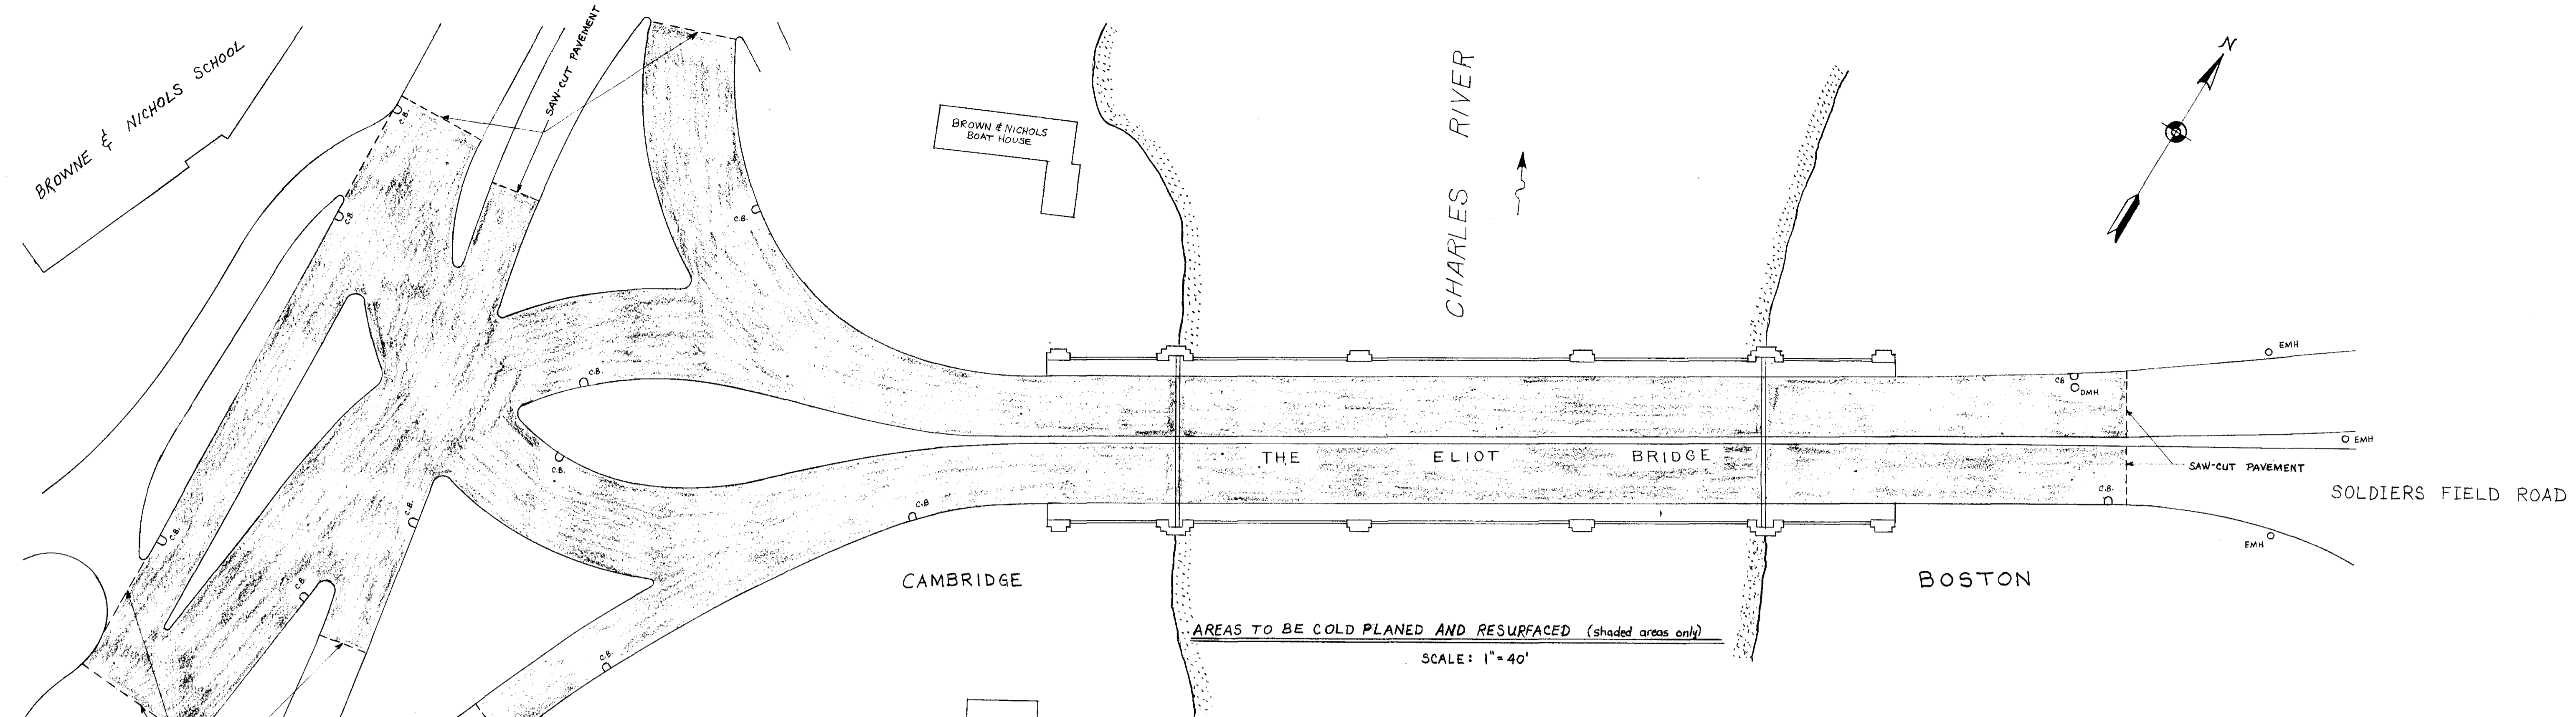 BROWNE & NICHOLS SCHOOL
SAW-CUT PAVEMENT
C.B.
C.B.
C.B.
BROWN & NICHOLS
BOAT HOUSE
CHARLES RIVER
N
C.B.
C.B.
C.B.
C.B.
C.B.
C.B.
C.B
THE ELIOT BRIDGE
CB
DMH
EMH
EMH
SAW-CUT PAVEMENT
C.B.
SOLDIERS FIELD ROAD
EMH
CAMBRIDGE
BOSTON
AREAS TO BE COLD PLANED AND RESURFACED (shaded areas only)
SCALE: 1"=40'